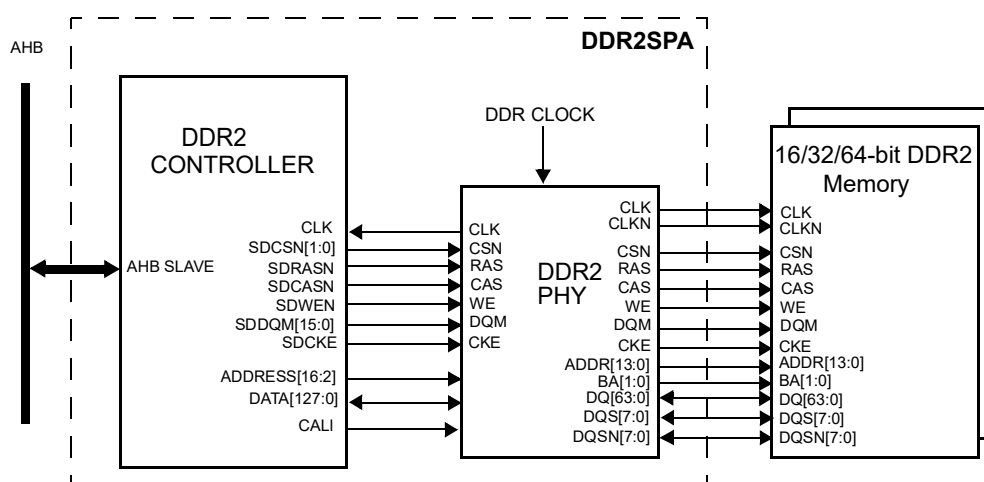 AHB
DDR2SPA
DDR2
CONTROLLER
AHB SLAVE
CLK
SDCSN[1:0]
SDRASN
SDCASN
SDWEN
SDDQM[15:0]
SDCKE
ADDRESS[16:2]
DATA[127:0]
CALI
DDR CLOCK
DDR2
PHY
CLK
CSN
RAS
CAS
WE
DQM
CKE
CLK
CLKN
CSN
RAS
CAS
WE
DQM
CKE
ADDR[13:0]
BA[1:0]
DQ[63:0]
DQS[7:0]
DQSN[7:0]
16/32/64-bit DDR2
Memory
CLK
CLKN
CSN
RAS
CAS
WE
DQM
CKE
ADDR[13:0]
BA[1:0]
DQ[63:0]
DQS[7:0]
DQSN[7:0]